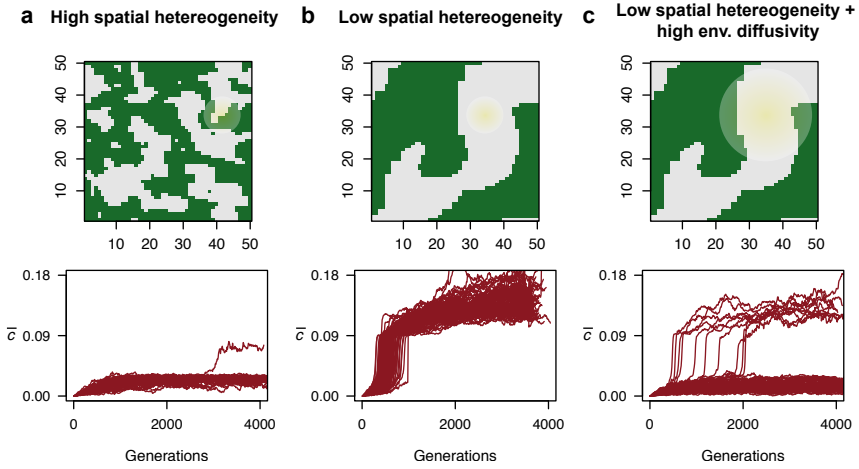 a High spatial hetereogeneity
b Low spatial hetereogeneity
c Low spatial hetereogeneity +
high env. diffusivity
50
40
30
20
10
10 20 30 40 50
50
40
30
20
10
10 20 30 40 50
50
40
30
20
10
10 20 30 40 50
0.18
0.09
0.00
c̄
0 2000 4000
Generations
0.18
0.09
0.00
c̄
0 2000 4000
Generations
0.18
0.09
0.00
c̄
0 2000 4000
Generations